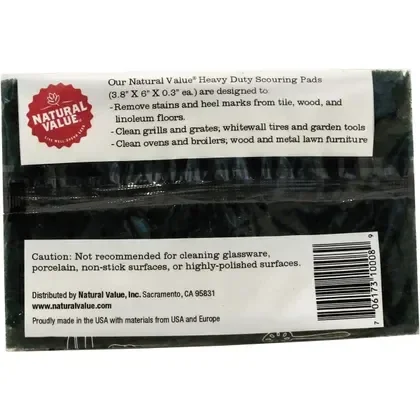 NATURAL
VALUE.
Our Natural Value® Heavy Duty Scouring Pads
(3.8" X 6" X 0.3" ea.) are designed to:
-Remove stains and heel marks from tile, wood, and
linoleum floors.
-Clean grills and grates; whitewall tires and garden tools
-Clean ovens and broilers; wood and metal lawn furniture
Caution: Not recommended for cleaning glassware,
porcelain, non-stick surfaces, or highly-polished surfaces.
Distributed by Natural Value, Inc. Sacramento, CA 95831
www.naturalvalue.com
Proudly made in the USA with materials from USA and Europe
7 06173 10008 9